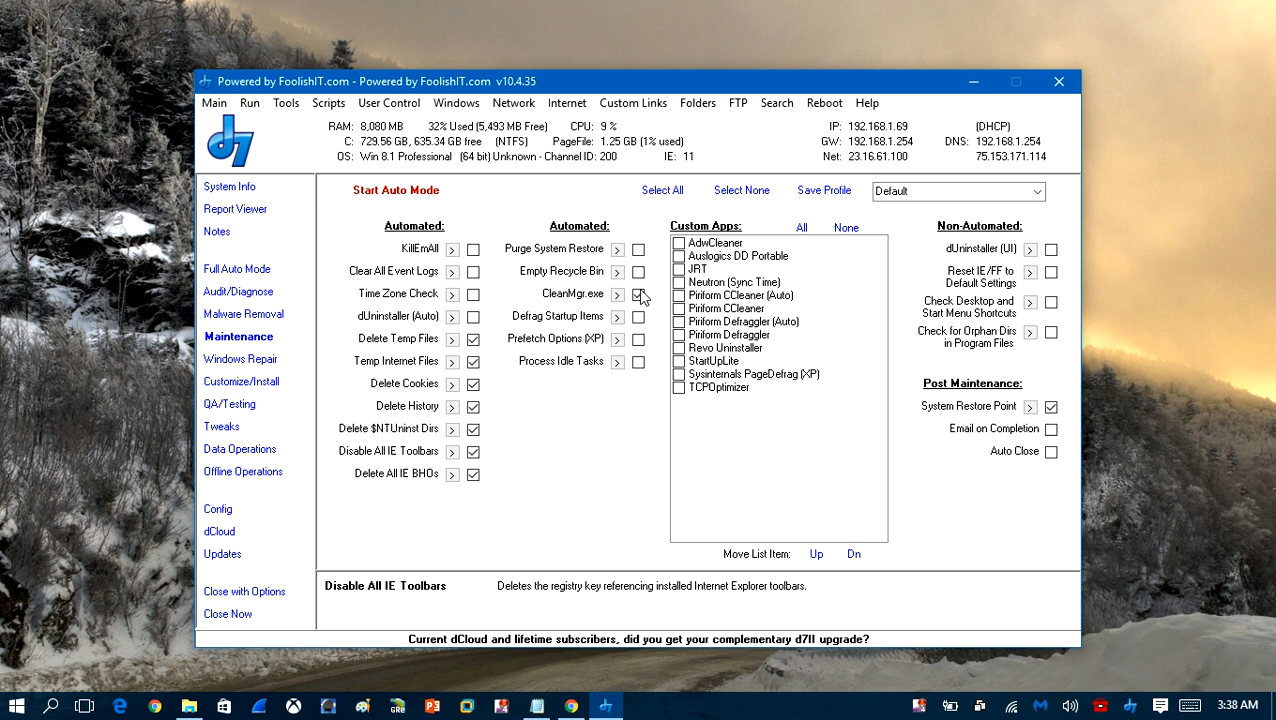 Powered by FoolishIT.com - Powered by FoolishIT.com v10.4.35
Main Run Tools Scripts User Control Windows Network Internet Custom Links Folders FTP Search Reboot Help
d7
RAM: 8,080 MB 32% Used (5,493 MB Free) CPU: 9 % IP: 192.168.1.69 (DHCP)
C: 729.56 GB, 635.34 GB free (NTFS) PageFile: 1.25 GB (1% used) GW: 192.168.1.254 DNS: 192.168.1.254
OS: Win 8.1 Professional (64 bit) Unknown - Channel ID: 200 IE: 11 Net: 23.16.61.100 75.153.171.114
System Info
Report Viewer
Notes
Full Auto Mode
Audit/Diagnose
Malware Removal
Maintenance
Windows Repair
Customize/Install
QA/Testing
Tweaks
Data Operations
Offline Operations
Config
dCloud
Updates
Close with Options
Close Now
Start Auto Mode Select All Select None Save Profile Default
Automated:
KillEmAll >
Clear All Event Logs >
Time Zone Check >
dUninstaller (Auto) >
Delete Temp Files >
Temp Internet Files >
Delete Cookies >
Delete History >
Delete $NTUninst Dirs >
Disable All IE Toolbars >
Delete All IE BHOs >
Automated:
Purge System Restore >
Empty Recycle Bin >
CleanMgr.exe >
Defrag Startup Items >
Prefetch Options (XP) >
Process Idle Tasks >
Custom Apps: All None
AdwCleaner
Auslogics DD Portable
JRT
Neutron (Sync Time)
Piriform CCleaner (Auto)
Piriform CCleaner
Piriform Defraggler (Auto)
Piriform Defraggler
Revo Uninstaller
StartUpLite
Sysinternals PageDefrag (XP)
TCPOptimizer
Move List Item: Up Dn
Non-Automated:
dUninstaller (UI) >
Reset IE/FF to
Default Settings >
Check Desktop and
Start Menu Shortcuts >
Check for Orphan Dirs
in Program Files >
Post Maintenance:
System Restore Point >
Email on Completion
Auto Close
Disable All IE Toolbars Deletes the registry key referencing installed Internet Explorer toolbars.
Current dCloud and lifetime subscribers, did you get your complementary d7II upgrade?
3:38 AM